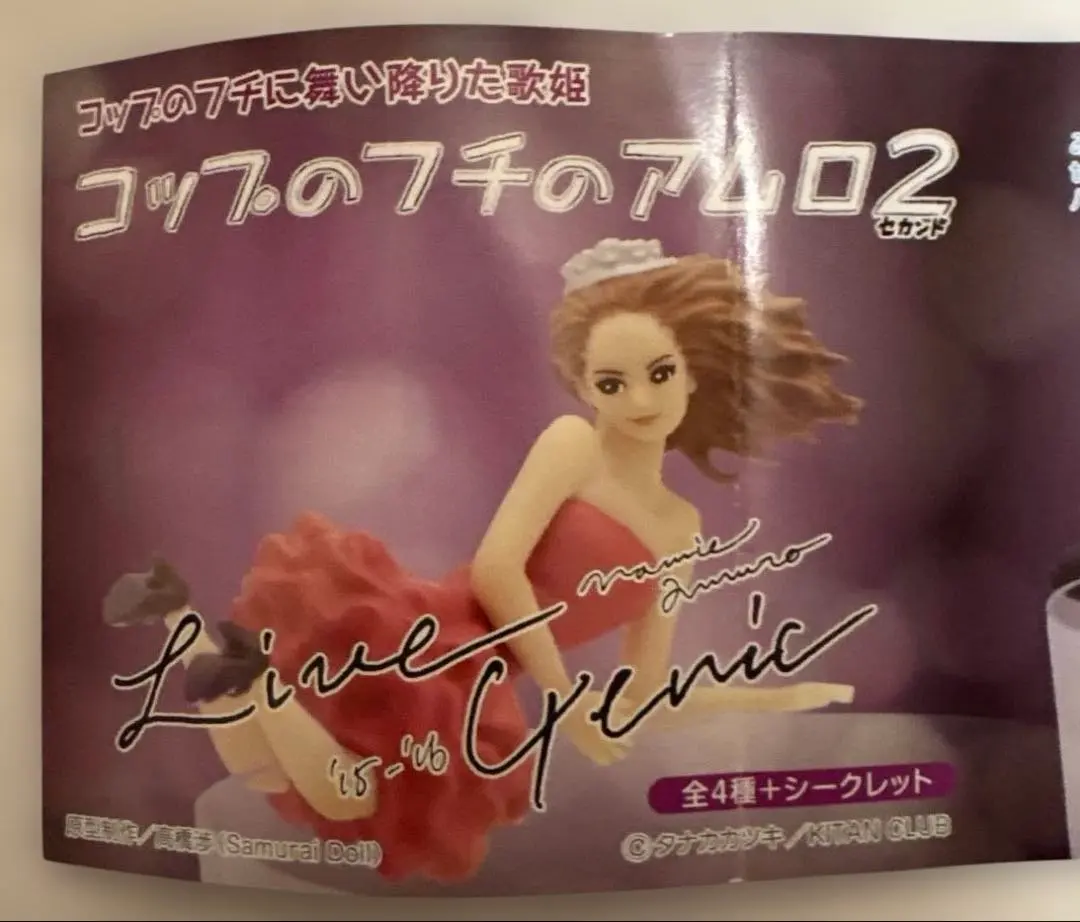 コップのフチに舞い降りた歌姫
コップのフチのアムロ2
セカンド
namie
amuro
Live
Genic
'15-'16
全4種+シークレット
原型制作/高橋渉(Samurai Doll)
©タナカカツキ/KITAN CLUB